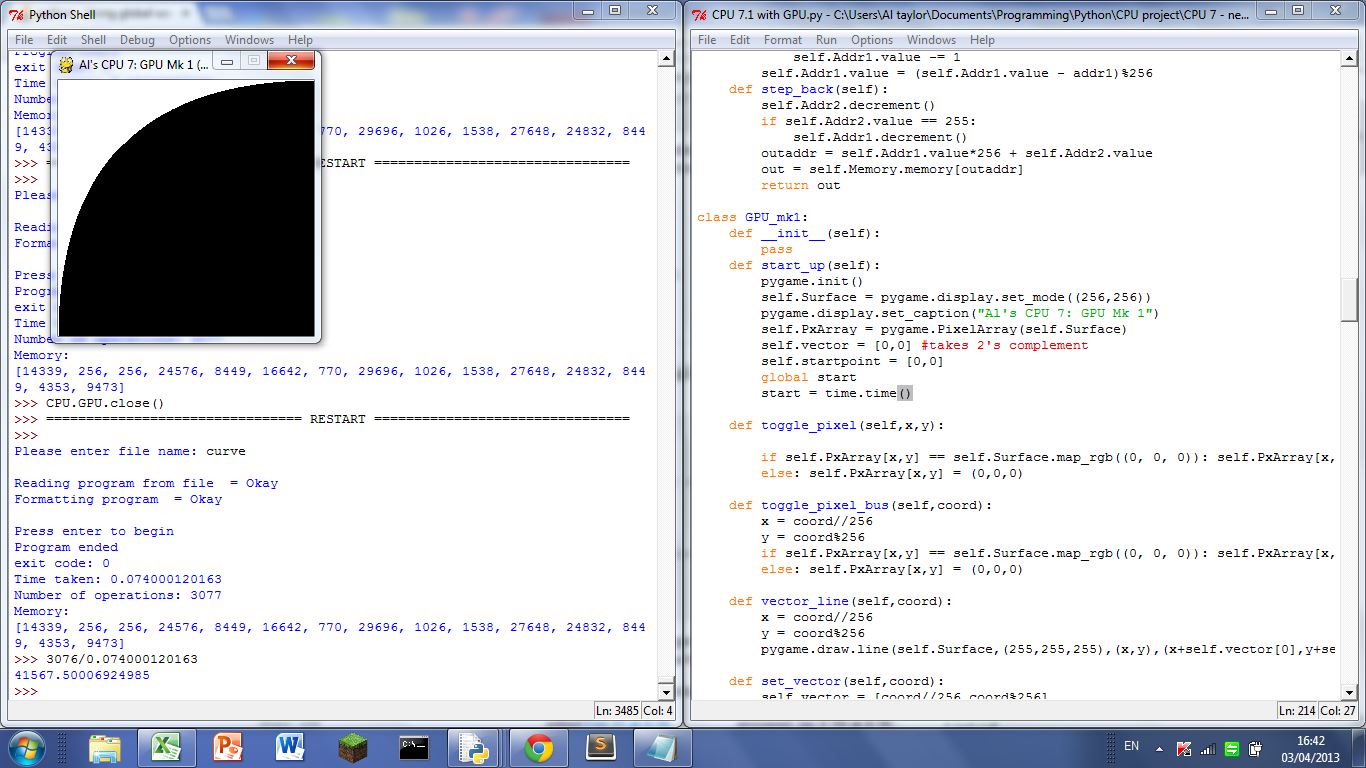 Python Shell
File Edit Shell Debug Options Windows Help
exit
Time
Numbe
Memor
[1433 770, 29696, 1026, 1538, 27648, 24832, 844
9, 43
>>> = ESTART ================================
>>>
Pleas
Readi
Forma
Press
Progr
exit
Time
Memory:
[14339, 256, 256, 24576, 8449, 16642, 770, 29696, 1026, 1538, 27648, 24832, 844
9, 4353, 9473]
>>> CPU.GPU.close()
>>> ================================ RESTART ================================
>>>
Please enter file name: curve
Reading program from file  = Okay
Formatting program  = Okay
Press enter to begin
Program ended
exit code: 0
Time taken: 0.074000120163
Number of operations: 3077
Memory:
[14339, 256, 256, 24576, 8449, 16642, 770, 29696, 1026, 1538, 27648, 24832, 844
9, 4353, 9473]
>>> 3076/0.074000120163
41567.50006924985
>>>
Ln: 3485 Col: 4
Al's CPU 7: GPU Mk 1 (...
CPU 7.1 with GPU.py - C:\Users\Al taylor\Documents\Programming\Python\CPU project\CPU 7 - ne...
File Edit Format Run Options Windows Help
self.Addr1.value -= 1
self.Addr1.value = (self.Addr1.value - addr1)%256
def step_back(self):
self.Addr2.decrement()
if self.Addr2.value == 255:
self.Addr1.decrement()
outaddr = self.Addr1.value*256 + self.Addr2.value
out = self.Memory.memory[outaddr]
return out
class GPU_mk1:
def __init__(self):
pass
def start_up(self):
pygame.init()
self.Surface = pygame.display.set_mode((256,256))
pygame.display.set_caption("Al's CPU 7: GPU Mk 1")
self.PxArray = pygame.PixelArray(self.Surface)
self.vector = [0,0] #takes 2's complement
self.startpoint = [0,0]
global start
start = time.time()
def toggle_pixel(self,x,y):
if self.PxArray[x,y] == self.Surface.map_rgb((0, 0, 0)): self.PxArray[x,
else: self.PxArray[x,y] = (0,0,0)
def toggle_pixel_bus(self,coord):
x = coord//256
y = coord%256
if self.PxArray[x,y] == self.Surface.map_rgb((0, 0, 0)): self.PxArray[x,
else: self.PxArray[x,y] = (0,0,0)
def vector_line(self,coord):
x = coord//256
y = coord%256
pygame.draw.line(self.Surface,(255,255,255),(x,y),(x+self.vector[0],y+se
def set_vector(self,coord):
self.vector = [coord//256,coord%256]
Ln: 214 Col: 27
EN
16:42
03/04/2013